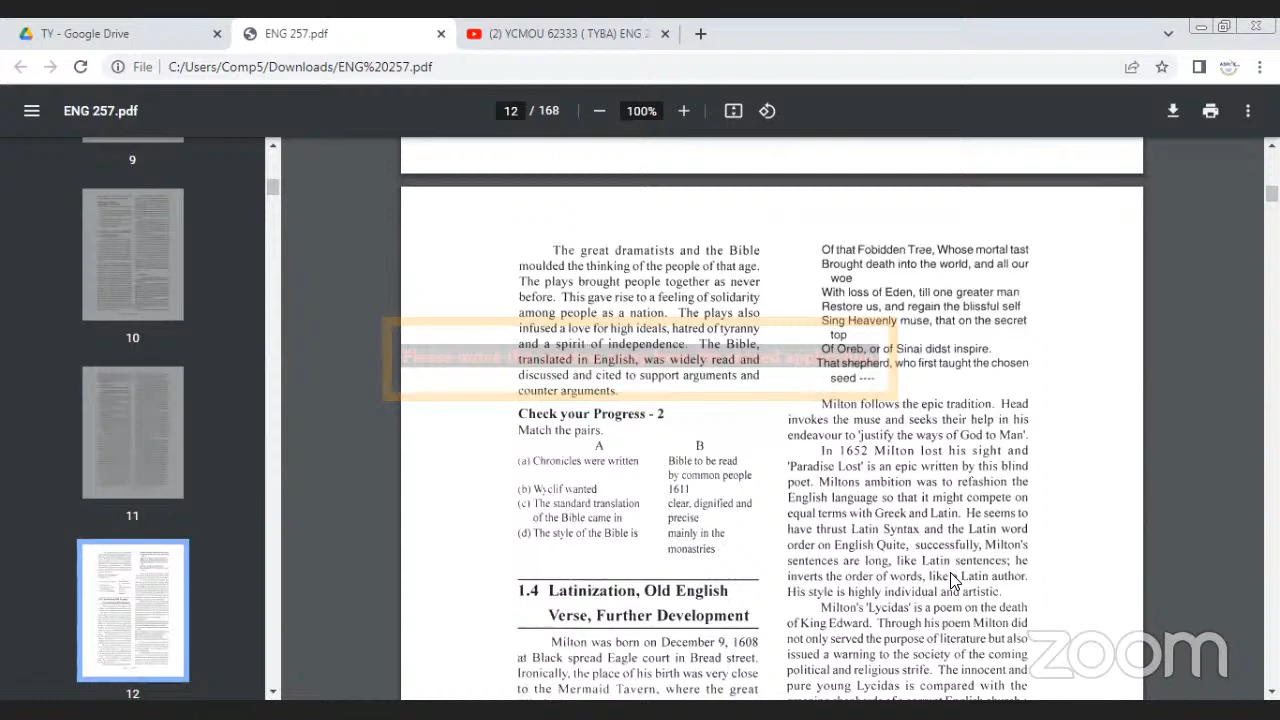 TY - Google Drive
ENG 257.pdf
(2) YCMOU 62333 ( TYBA) ENG 2
File
C:/Users/Comp5/Downloads/ENG%20257.pdf
ENG 257.pdf
12 / 168
100%
9
10
11
12
The great dramatists and the Bible
moulded the thinking of the people of that age.
The plays brought people together as never
before. This gave rise to a feeling of solidarity
among people as a nation. The plays also
infused a love for high ideals, hatred of tyranny
and a spirit of independence. The Bible,
translated in English, was widely read and
discussed and cited to support arguments and
counter arguments.
Check your Progress - 2
Match the pairs.
A B
(a) Chronicles were written Bible to be read
by common people
(b) Wyclif wanted 1611
(c) The standard translation clear, dignified and
of the Bible came in precise
(d) The style of the Bible is mainly in the
monastries
1.4 Latinization, Old English
Verse, Further Development
Milton was born on December 9, 1608
at Black spread Eagle court in Bread street.
Ironically, the place of his birth was very close
to the Mermaid Tavern, where the great
Of that Fobidden Tree, Whose mortal tast
Brought death into the world, and all our
woe
With loss of Eden, till one greater man
Restore us, and regain the blissful self
Sing Heavenly muse, that on the secret
top
Of Oreb, or of Sinai didst inspire.
That shepherd, who first taught the chosen
seed ----
Milton follows the epic tradition. Head
invokes the muse and seeks their help in his
endeavour to 'justify the ways of God to Man'.
In 1652 Milton lost his sight and
'Paradise Lost' is an epic written by this blind
poet. Miltons ambition was to refashion the
English language so that it might compete on
equal terms with Greek and Latin. He seems to
have thrust Latin Syntax and the Latin word
order on English Quite, successfully, Milton's
sentences are long, like Latin sentences; he
inverts the order of words, like Latin author.
His style is highly individual and artistic.
Milton's 'Lycidas' is a poem on the death
of King Edward. Through his poem Milton did
not only served the purpose of literature but also
issued a warning to the society of the coming
political and religious strife. The innocent and
pure young Lycidas is compared with the
zoom